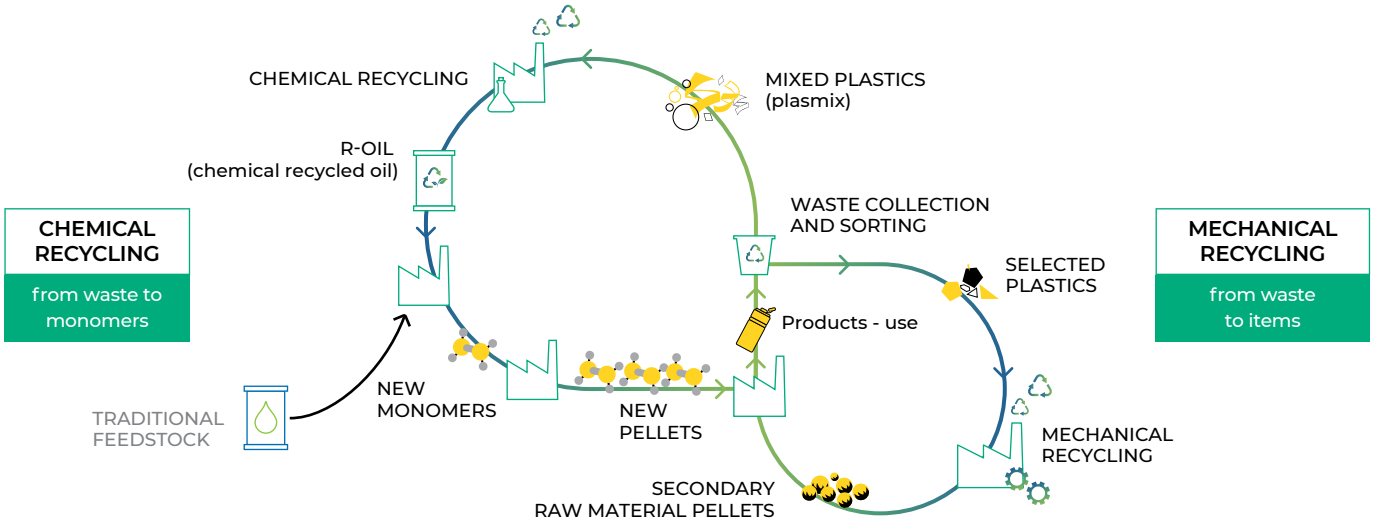 CHEMICAL RECYCLING
MIXED PLASTICS
(plasmix)
R-OIL
(chemical recycled oil)
CHEMICAL
RECYCLING
from waste to
monomers
WASTE COLLECTION
AND SORTING
MECHANICAL
RECYCLING
from waste
to items
SELECTED
PLASTICS
Products - use
TRADITIONAL
FEEDSTOCK
NEW
MONOMERS
NEW
PELLETS
MECHANICAL
RECYCLING
SECONDARY
RAW MATERIAL PELLETS